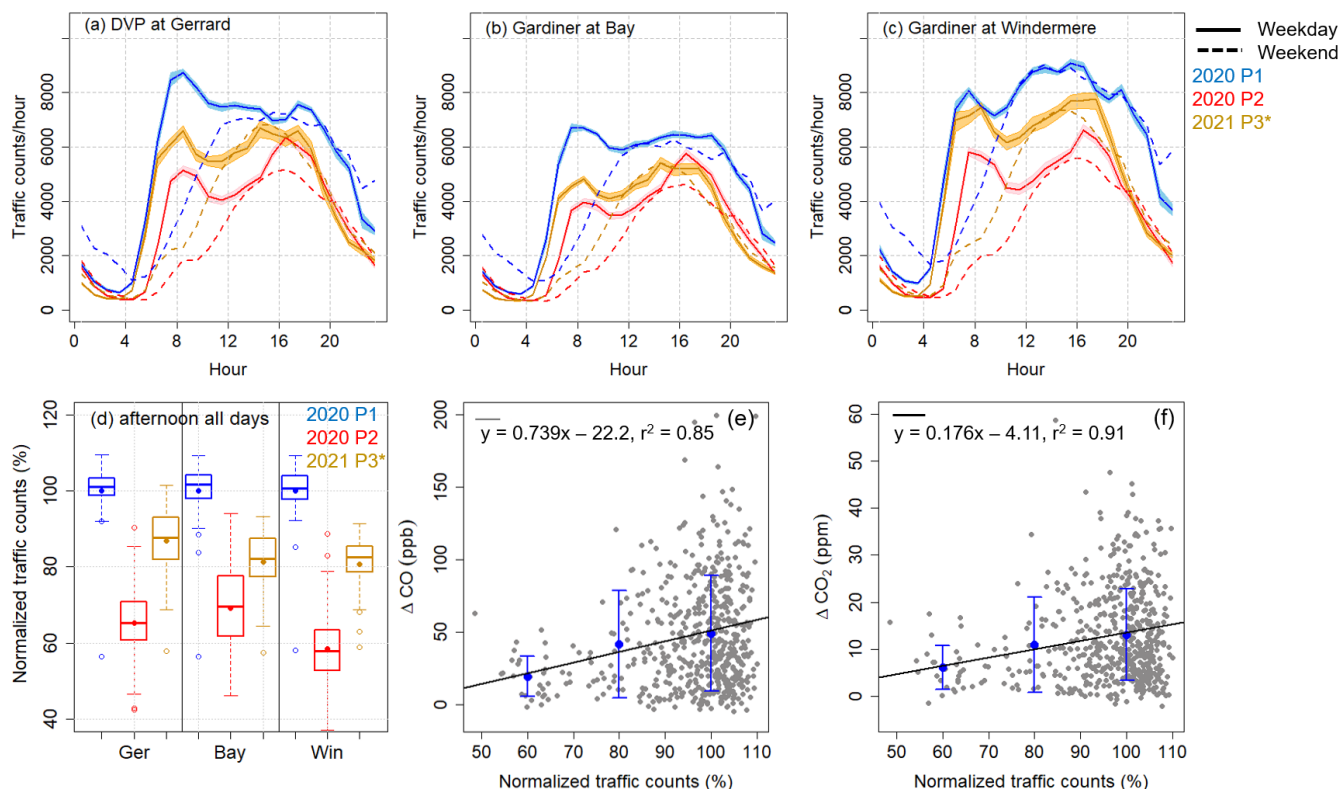 (a) DVP at Gerrard
Traffic counts/hour
0 2000 4000 6000 8000
0 4 8 12 16 20
Hour
(b) Gardiner at Bay
Traffic counts/hour
0 2000 4000 6000 8000
0 4 8 12 16 20
Hour
(c) Gardiner at Windermere
Traffic counts/hour
0 2000 4000 6000 8000
0 4 8 12 16 20
Hour
Weekday
Weekend
2020 P1
2020 P2
2021 P3*
(d) afternoon all days
2020 P1
2020 P2
2021 P3*
Normalized traffic counts (%)
40 60 80 100 120
Ger Bay Win
(e)
y = 0.739x – 22.2, r² = 0.85
Δ CO (ppb)
0 50 100 150 200
50 60 70 80 90 100 110
Normalized traffic counts (%)
(f)
y = 0.176x – 4.11, r² = 0.91
Δ CO₂ (ppm)
0 10 20 30 40 50 60
50 60 70 80 90 100 110
Normalized traffic counts (%)